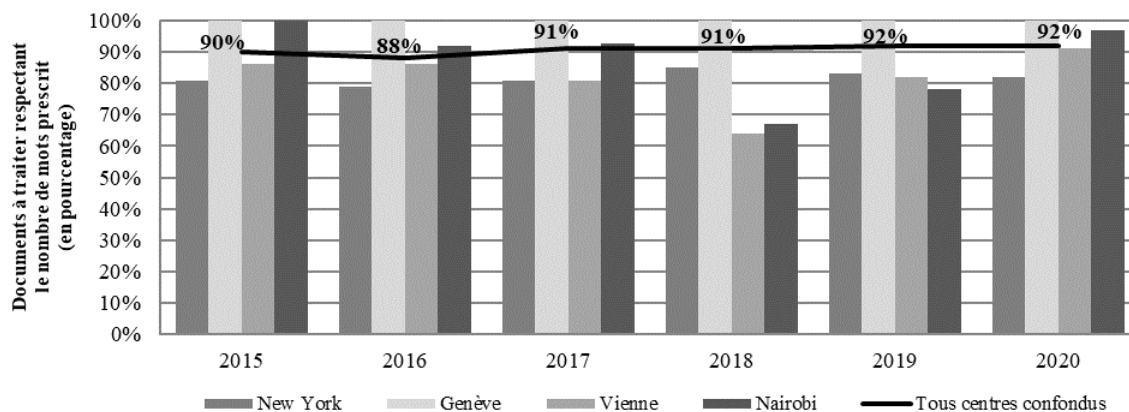 Documents à traiter respectant
le nombre de mots prescrit
(en pourcentage)
100%
90%
80%
70%
60%
50%
40%
30%
20%
10%
0%
90%
88%
91%
91%
92%
92%
2015
2016
2017
2018
2019
2020
New York
Genève
Vienne
Nairobi
Tous centres confondus